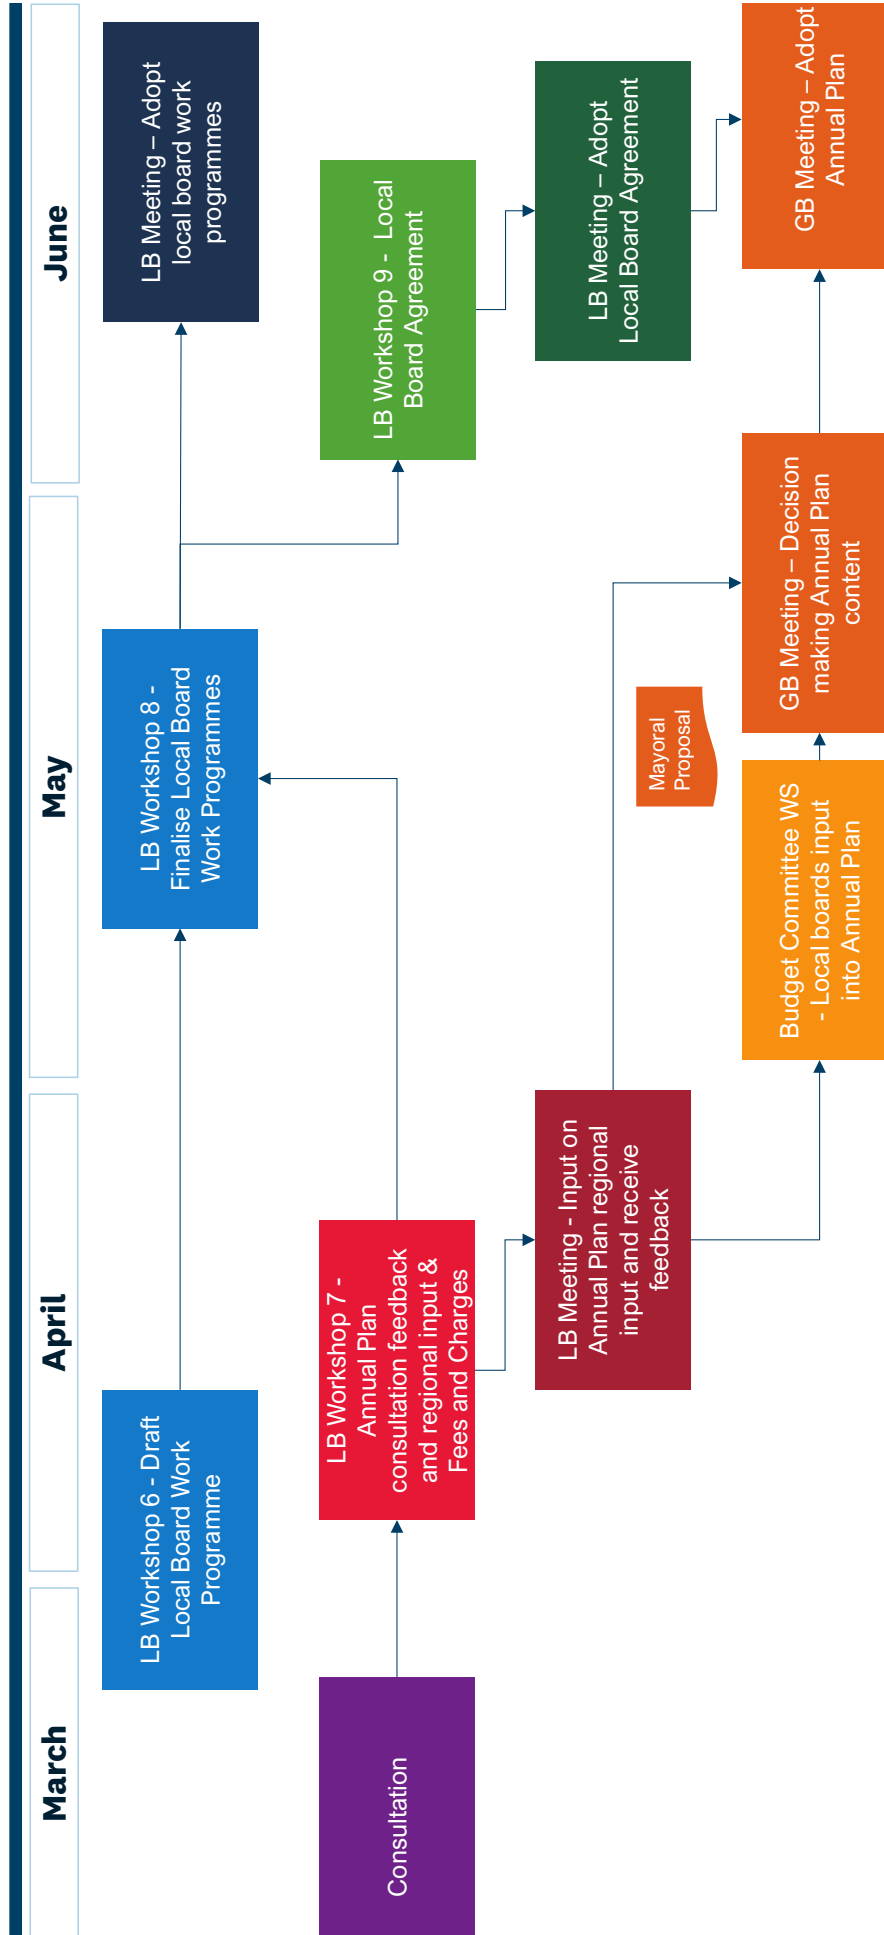 March
April
May
June
LB Workshop 6 - Draft
Local Board Work
Programme
LB Workshop 8 -
Finalise Local Board
Work Programmes
LB Meeting – Adopt
local board work
programmes
Consultation
LB Workshop 7 -
Annual Plan
consultation feedback
and regional input &
Fees and Charges
LB Workshop 9 - Local
Board Agreement
LB Meeting - Input on
Annual Plan regional
input and receive
feedback
LB Meeting – Adopt
Local Board Agreement
Mayoral
Proposal
Budget Committee WS
- Local boards input
into Annual Plan
GB Meeting – Decision
making Annual Plan
content
GB Meeting – Adopt
Annual Plan